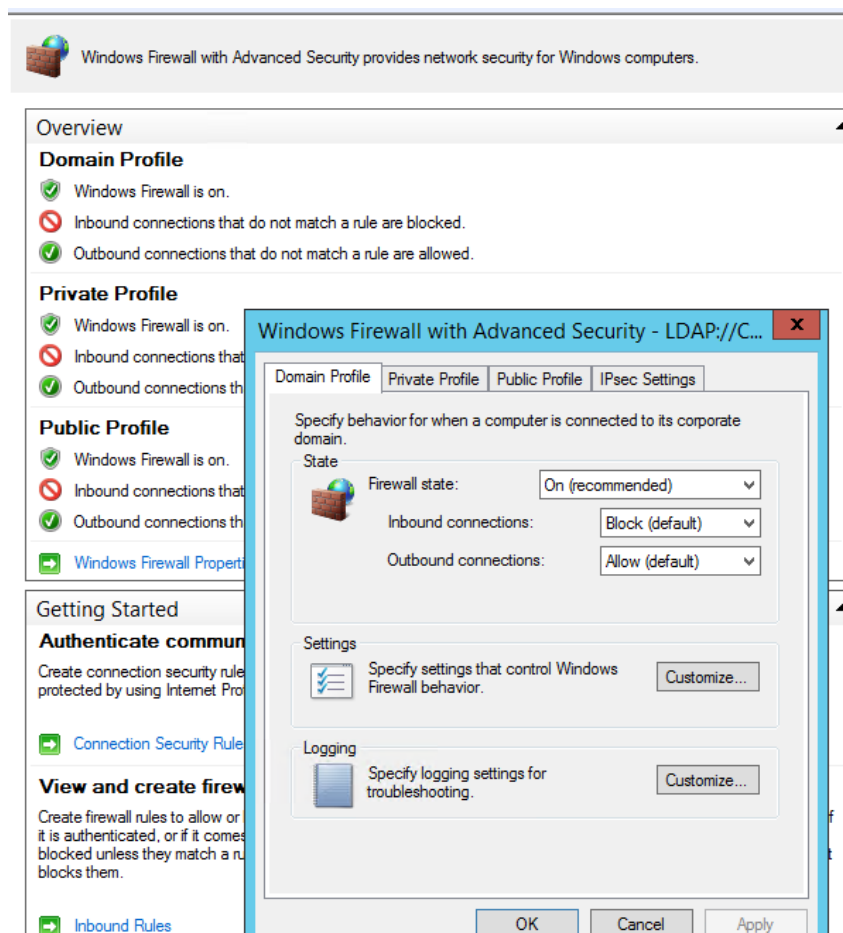 Windows Firewall with Advanced Security provides network security for Windows computers.
Overview
Domain Profile
Windows Firewall is on.
Inbound connections that do not match a rule are blocked.
Outbound connections that do not match a rule are allowed.
Private Profile
Windows Firewall is on.
Inbound connections that
Outbound connections th
Public Profile
Windows Firewall is on.
Inbound connections that
Outbound connections th
Windows Firewall Properti
Getting Started
Authenticate commun
Create connection security rule
protected by using Internet Pro
Connection Security Rule
View and create firew
Create firewall rules to allow or
it is authenticated, or if it comes
blocked unless they match a ru
blocks them.
Inbound Rules
Windows Firewall with Advanced Security - LDAP://C...
x
Domain Profile Private Profile Public Profile IPsec Settings
Specify behavior for when a computer is connected to its corporate
domain.
State
Firewall state: On (recommended)
Inbound connections: Block (default)
Outbound connections: Allow (default)
Settings
Specify settings that control Windows
Firewall behavior.
Customize...
Logging
Specify logging settings for
troubleshooting.
Customize...
OK Cancel Apply
f
t